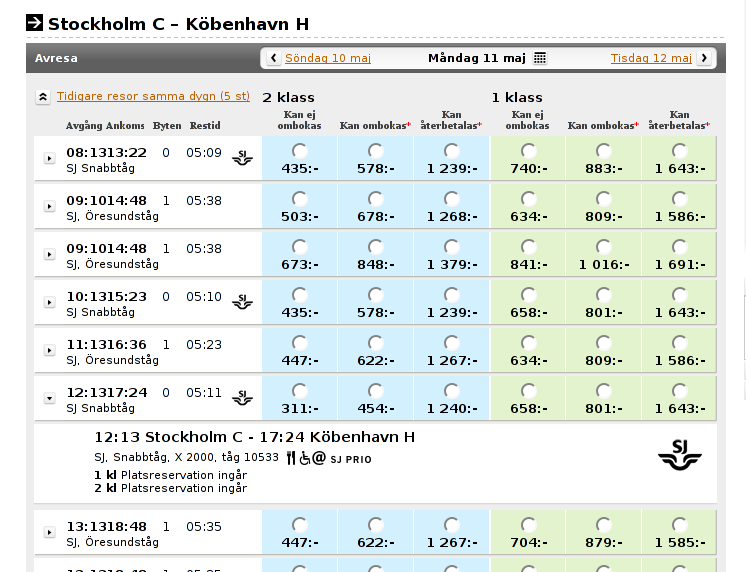 Stockholm C – Köbenhavn H
Avresa Söndag 10 maj Måndag 11 maj Tisdag 12 maj
Tidigare resor samma dygn (5 st) 2 klass 1 klass
Avgång Ankoms Byten Restid Kan ej ombokas Kan ombokas* Kan återbetalas* Kan ej ombokas Kan ombokas* Kan återbetalas*
08:13 13:22 0 05:09 SJ 435:- 578:- 1 239:- 740:- 883:- 1 643:-
SJ Snabbtåg
09:10 14:48 1 05:38 503:- 678:- 1 268:- 634:- 809:- 1 586:-
SJ, Öresundståg
09:10 14:48 1 05:38 673:- 848:- 1 379:- 841:- 1 016:- 1 691:-
SJ, Öresundståg
10:13 15:23 0 05:10 SJ 435:- 578:- 1 239:- 658:- 801:- 1 643:-
SJ Snabbtåg
11:13 16:36 1 05:23 447:- 622:- 1 267:- 634:- 809:- 1 586:-
SJ, Öresundståg
12:13 17:24 0 05:11 SJ 311:- 454:- 1 240:- 658:- 801:- 1 643:-
SJ Snabbtåg
12:13 Stockholm C - 17:24 Köbenhavn H
SJ, Snabbtåg, X 2000, tåg 10533 @ SJ PRIO SJ
1 kl Platsreservation ingår
2 kl Platsreservation ingår
13:13 18:48 1 05:35 447:- 622:- 1 267:- 704:- 879:- 1 585:-
SJ, Öresundståg